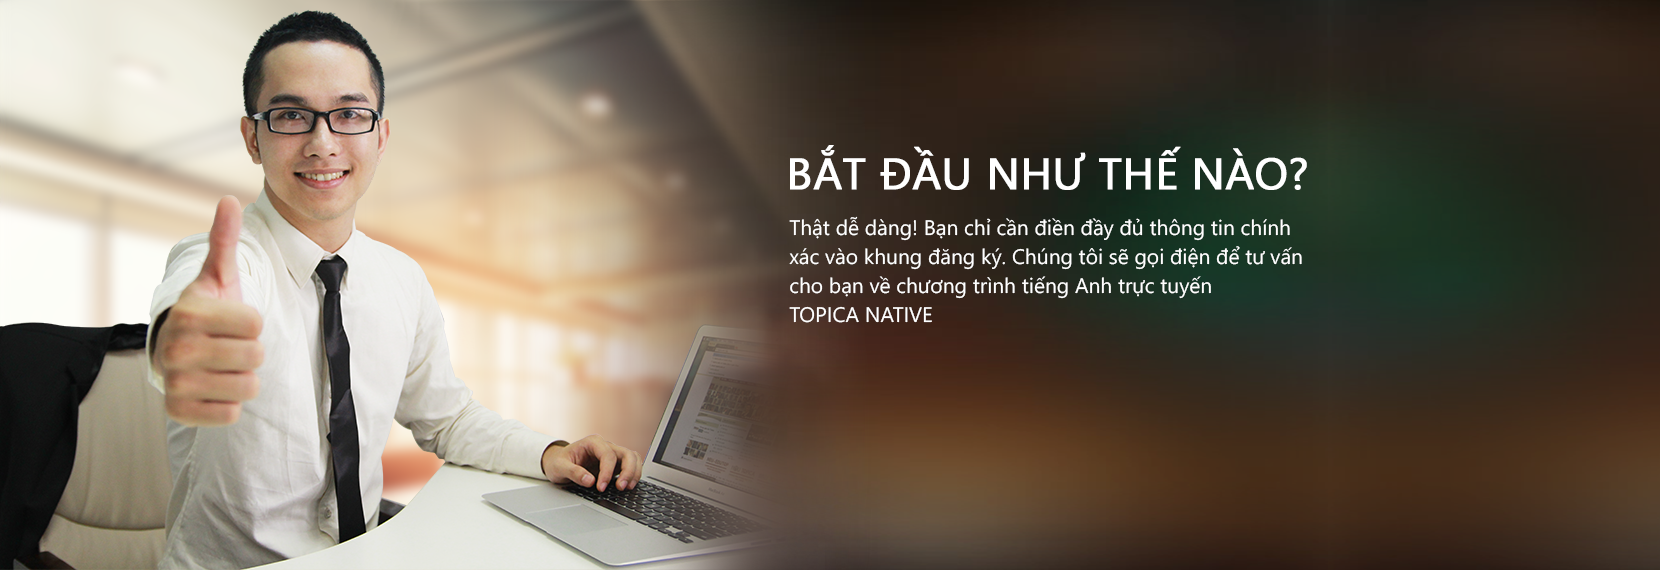 BẮT ĐẦU NHƯ THẾ NÀO?
Thật dễ dàng! Bạn chỉ cần điền đầy đủ thông tin chính
xác vào khung đăng ký. Chúng tôi sẽ gọi điện để tư vấn
cho bạn về chương trình tiếng Anh trực tuyến
TOPICA NATIVE